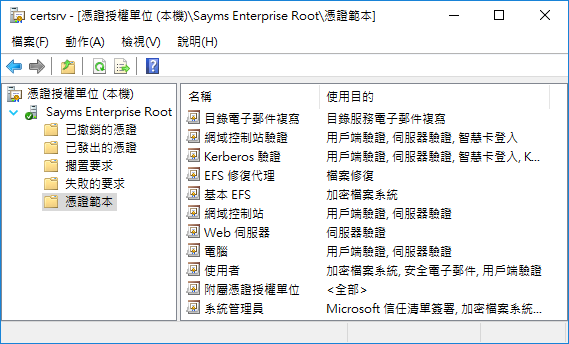 certsrv - [憑證授權單位 (本機)\Sayms Enterprise Root\憑證範本]
檔案(F) 動作(A) 檢視(V) 說明(H)
憑證授權單位 (本機)
Sayms Enterprise Root
已撤銷的憑證
已發出的憑證
擱置要求
失敗的要求
憑證範本
名稱 使用目的
目錄電子郵件複寫 目錄服務電子郵件複寫
網域控制站驗證 用戶端驗證, 伺服器驗證, 智慧卡登入
Kerberos 驗證 用戶端驗證, 伺服器驗證, 智慧卡登入, K...
EFS 修復代理 檔案修復
基本 EFS 加密檔案系統
網域控制站 用戶端驗證, 伺服器驗證
Web 伺服器 伺服器驗證
電腦 用戶端驗證, 伺服器驗證
使用者 加密檔案系統, 安全電子郵件, 用戶端驗證
附屬憑證授權單位 <全部>
系統管理員 Microsoft 信任清單簽署, 加密檔案系統...